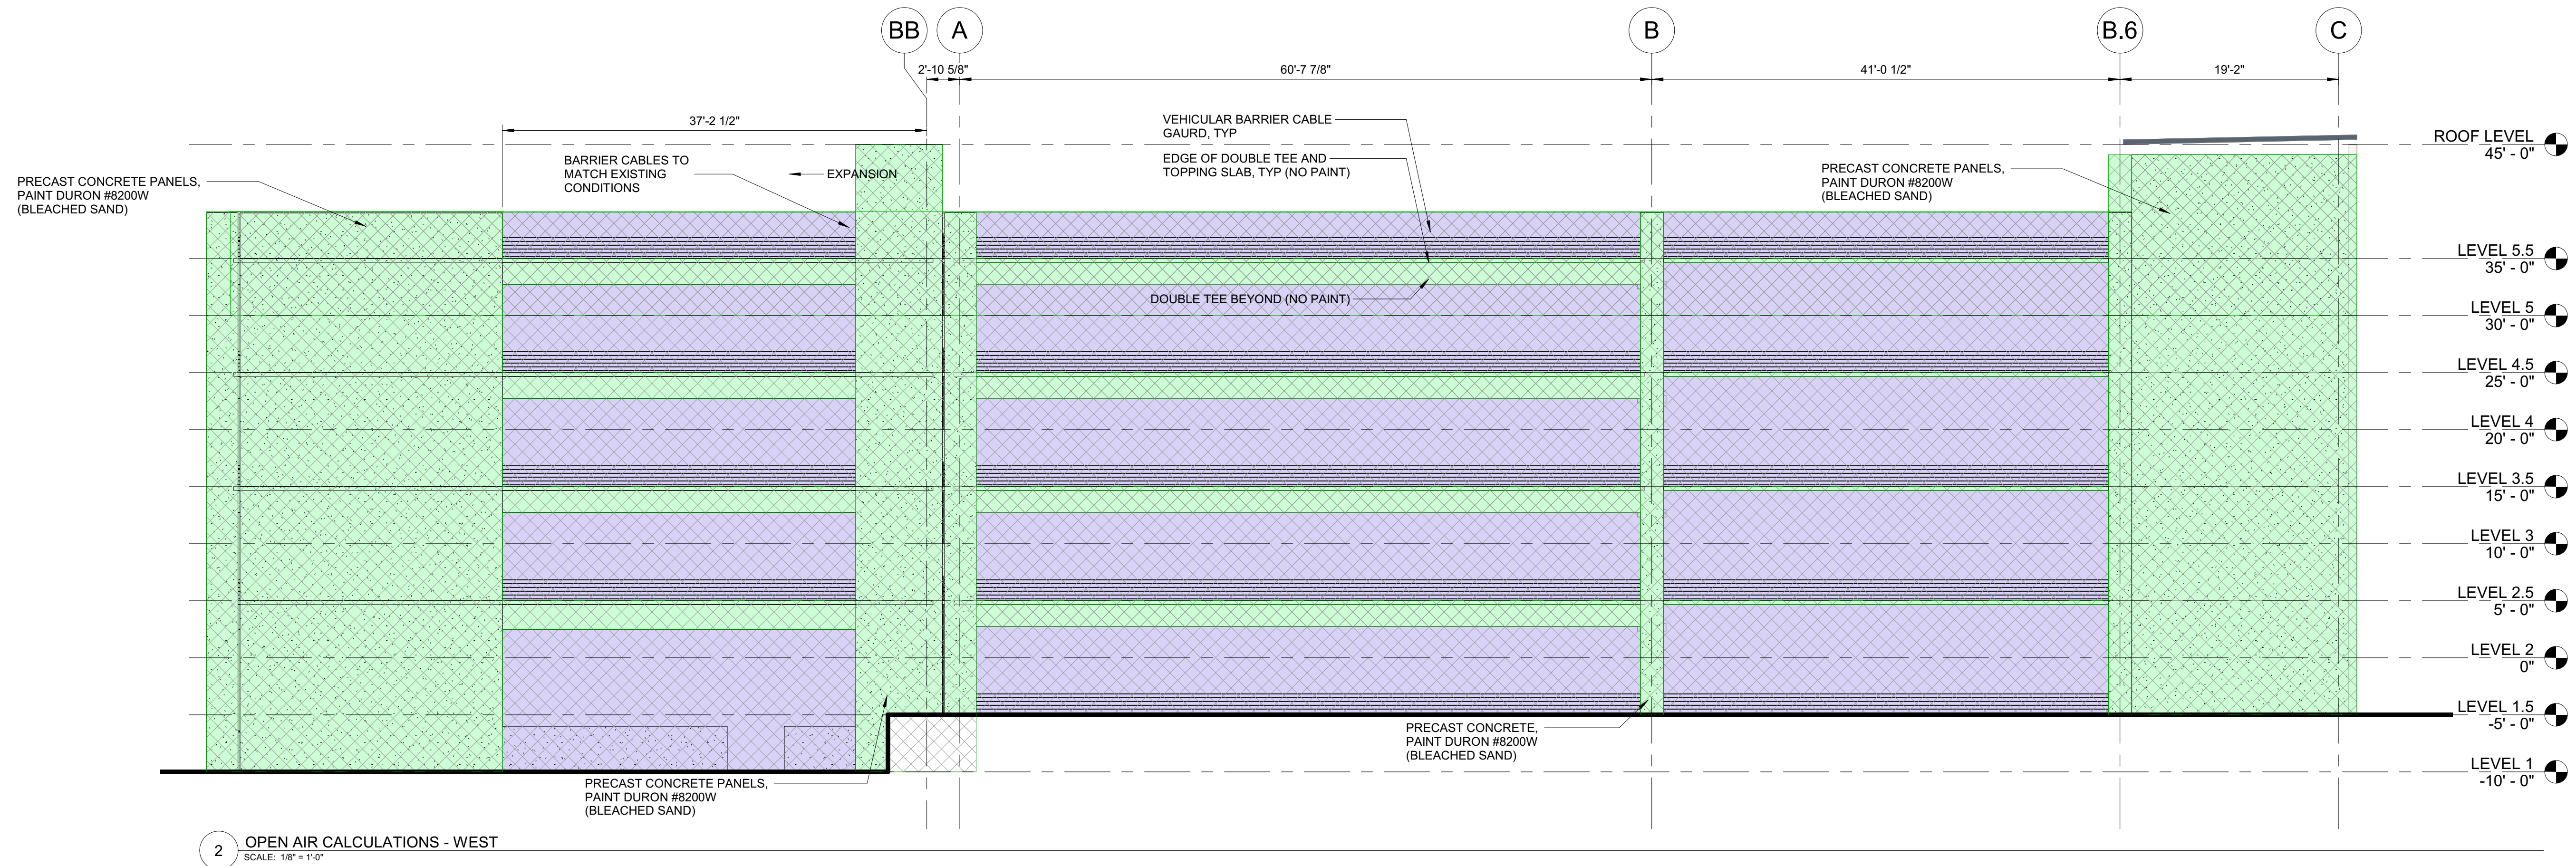 BB
A
B
B.6
C
2'-10 5/8"
60'-7 7/8"
41'-0 1/2"
19'-2"
37'-2 1/2"
PRECAST CONCRETE PANELS,
PAINT DURON #8200W
(BLEACHED SAND)
BARRIER CABLES TO
MATCH EXISTING
CONDITIONS
EXPANSION
VEHICULAR BARRIER CABLE
GAURD, TYP
EDGE OF DOUBLE TEE AND
TOPPING SLAB, TYP (NO PAINT)
DOUBLE TEE BEYOND (NO PAINT)
PRECAST CONCRETE PANELS,
PAINT DURON #8200W
(BLEACHED SAND)
ROOF LEVEL
45' - 0"
LEVEL 5.5
35' - 0"
LEVEL 5
30' - 0"
LEVEL 4.5
25' - 0"
LEVEL 4
20' - 0"
LEVEL 3.5
15' - 0"
LEVEL 3
10' - 0"
LEVEL 2.5
5' - 0"
LEVEL 2
0"
LEVEL 1.5
-5' - 0"
LEVEL 1
-10' - 0"
PRECAST CONCRETE PANELS,
PAINT DURON #8200W
(BLEACHED SAND)
PRECAST CONCRETE,
PAINT DURON #8200W
(BLEACHED SAND)
2
OPEN AIR CALCULATIONS - WEST
SCALE: 1/8" = 1'-0"